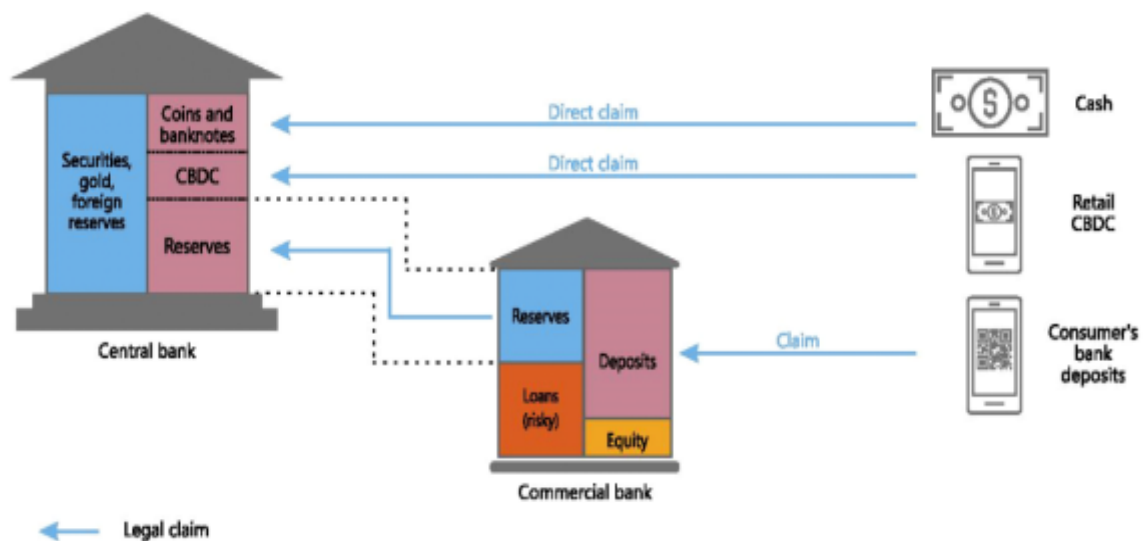 Coins and
banknotes
Securities,
gold,
foreign
reserves
CBDC
Reserves
Central bank
Direct claim
Direct claim
Cash
$
Retail
CBDC
$
Reserves
Deposits
Loans
(risky)
Equity
Commercial bank
Claim
Consumer's
bank
deposits
Legal claim